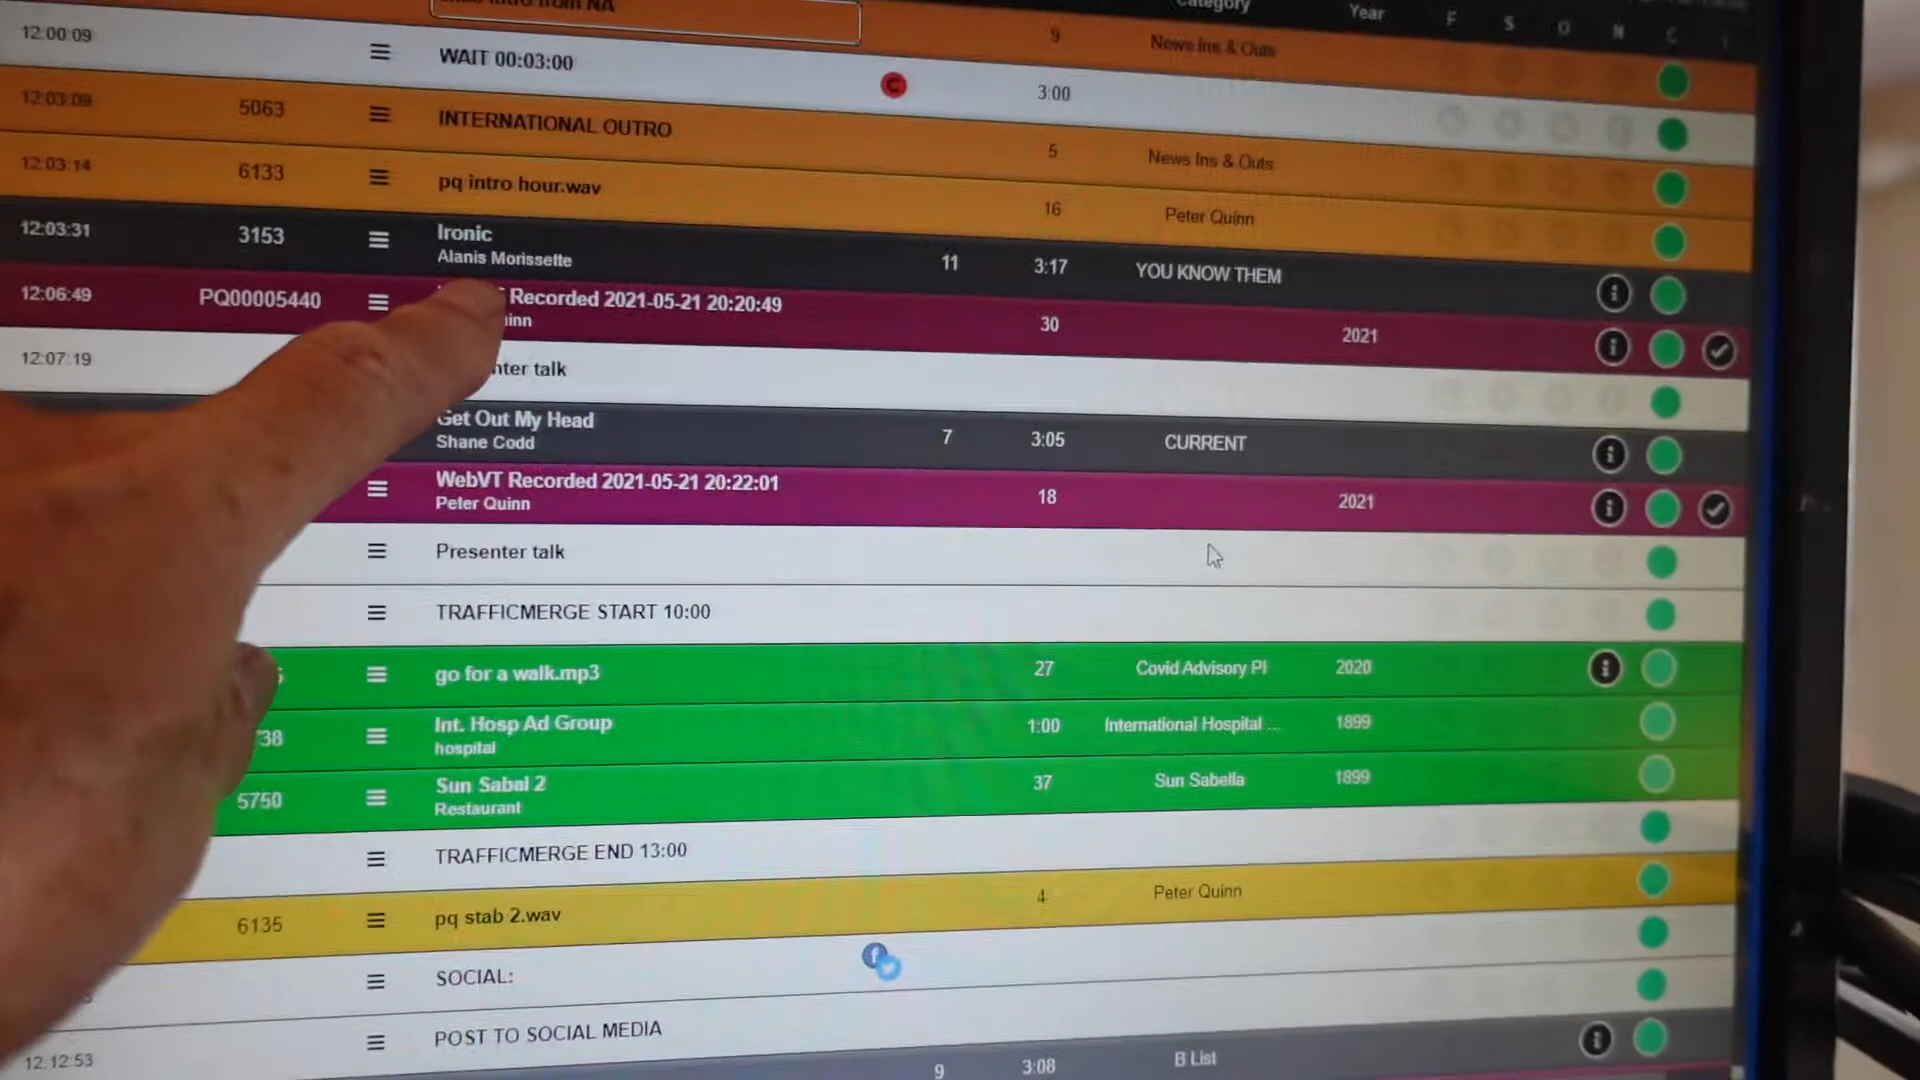 intro from NA
9
News Ins & Outs
Category
Year
F S O N C
12:00:09 WAIT 00:03:00 C 3:00
12:03:09 5063 INTERNATIONAL OUTRO 5 News Ins & Outs
12:03:14 6133 pq intro hour.wav 16 Peter Quinn
12:03:31 3153 Ironic 11 3:17 YOU KNOW THEM
Alanis Morissette
12:06:49 PQ00005440 Recorded 2021-05-21 20:20:49 30 2021
inn
12:07:19 nter talk
Get Out My Head 7 3:05 CURRENT
Shane Codd
WebVT Recorded 2021-05-21 20:22:01 18 2021
Peter Quinn
Presenter talk
TRAFFICMERGE START 10:00
go for a walk.mp3 27 Covid Advisory Pl 2020
38 Int. Hosp Ad Group 1:00 International Hospital ... 1899
hospital
5750 Sun Sabal 2 37 Sun Sabella 1899
Restaurant
TRAFFICMERGE END 13:00
6135 pq stab 2.wav 4 Peter Quinn
SOCIAL: f
12:12:53 POST TO SOCIAL MEDIA
9 3:08 B List